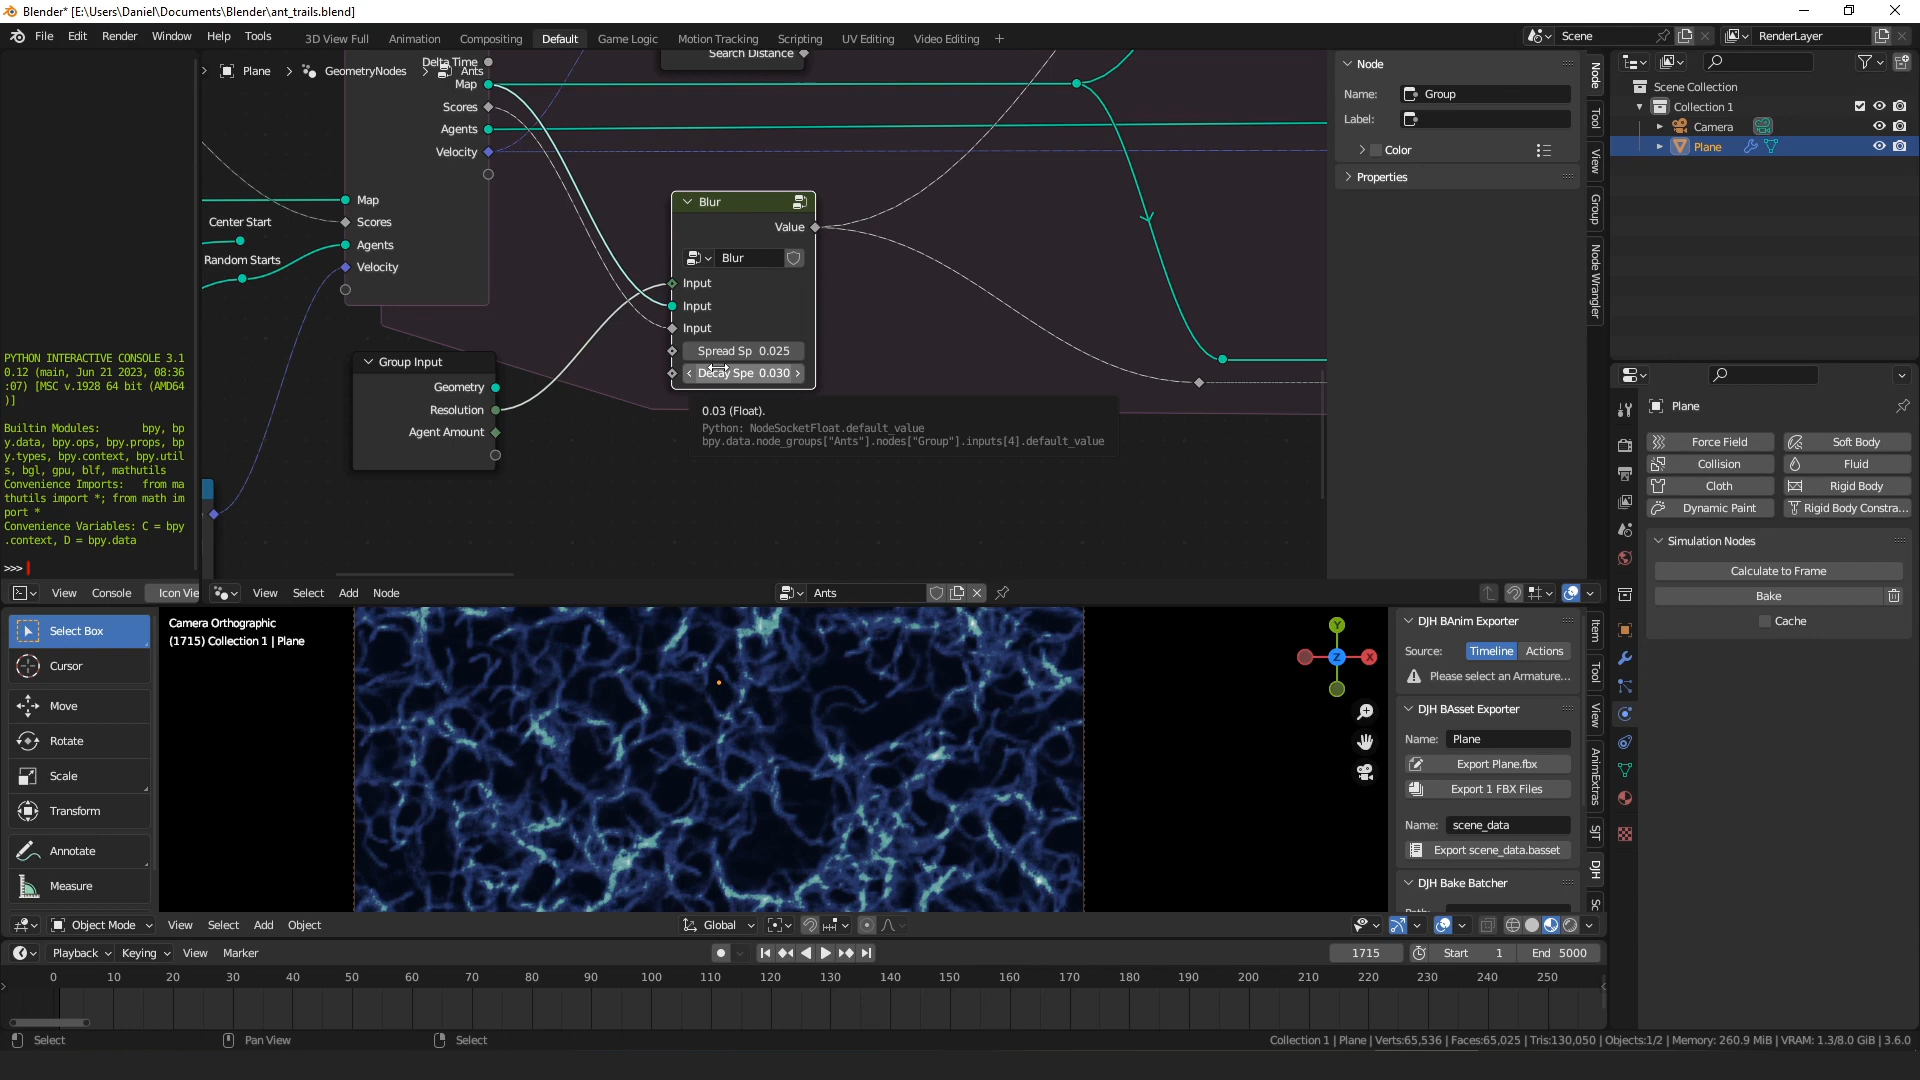 Blender* [E:\Users\Daniel\Documents\Blender\ant_trails.blend]
File Edit Render Window Help Tools 3D View Full Animation Compositing Default Game Logic Motion Tracking Scripting UV Editing Video Editing + Scene RenderLayer
Plane GeometryNodes Ants
Delta Time
Map
Scores
Agents
Velocity
Search Distance
Map
Scores
Agents
Velocity
Center Start
Random Starts
Blur
Value
Blur
Input
Input
Input
Spread Sp 0.025
Decay Spe 0.030
0.03 (Float).
Python: NodeSocketFloat.default_value
bpy.data.node_groups["Ants"].nodes["Group"].inputs[4].default_value
Group Input
Geometry
Resolution
Agent Amount
PYTHON INTERACTIVE CONSOLE 3.1
0.12 (main, Jun 21 2023, 08:36
:07) [MSC v.1928 64 bit (AMD64
)]
Builtin Modules: bpy, bp
y.data, bpy.ops, bpy.props, bp
y.types, bpy.context, bpy.util
s, bgl, gpu, blf, mathutils
Convenience Imports: from ma
thutils import *; from math im
port *
Convenience Variables: C = bpy
.context, D = bpy.data
>>>
View Console Icon Vie
View Select Add Node Ants
Node
Name: Group
Label:
Color
Properties
Node
Tool
View
Group
Node Wrangler
Scene Collection
Collection 1
Camera
Plane
Plane
Force Field Soft Body
Collision Fluid
Cloth Rigid Body
Dynamic Paint Rigid Body Constra...
Simulation Nodes
Calculate to Frame
Bake
Cache
Select Box
Cursor
Move
Rotate
Scale
Transform
Annotate
Measure
Camera Orthographic
(1715) Collection 1 | Plane
Y
Z
X
DJH BAnim Exporter
Source: Timeline Actions
Please select an Armature...
DJH BAsset Exporter
Name: Plane
Export Plane.fbx
Export 1 FBX Files
Name: scene_data
Export scene_data.basset
DJH Bake Batcher
Item
Tool
View
AnimExtras
SJT
DJH
Sc
Object Mode View Select Add Object Global
Playback Keying View Marker 1715 Start 1 End 5000
0 10 20 30 40 50 60 70 80 90 100 110 120 130 140 150 160 170 180 190 200 210 220 230 240 250
Select Pan View Select Collection 1 | Plane | Verts:65,536 | Faces:65,025 | Tris:130,050 | Objects:1/2 | Memory: 260.9 MiB | VRAM: 1.3/8.0 GiB | 3.6.0